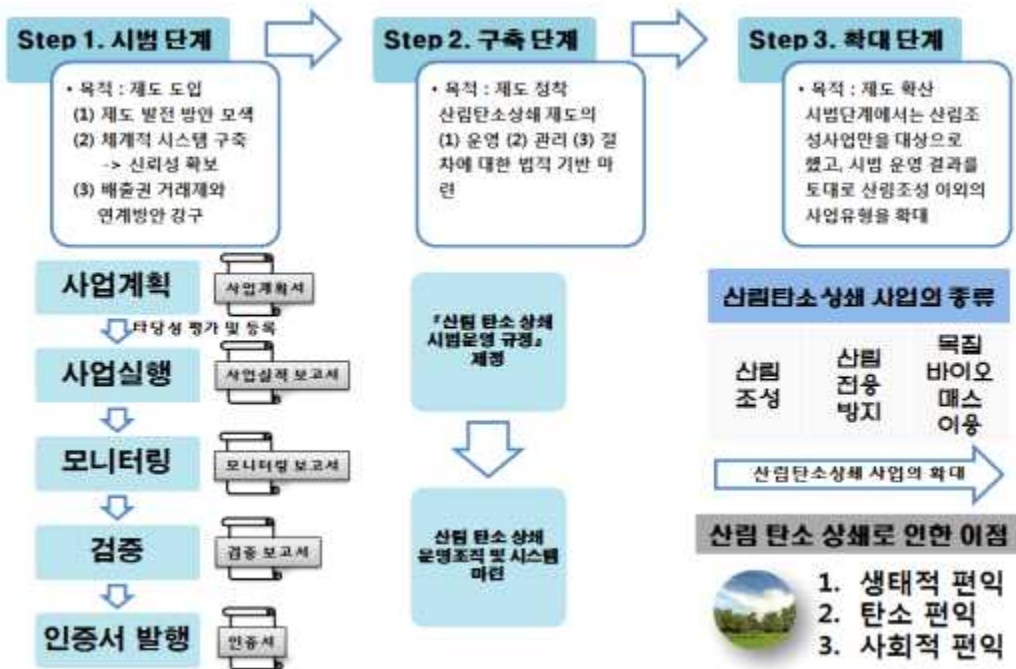 Step 1. 시범 단계
• 목적 : 제도 도입
(1) 제도 발전 방안 모색
(2) 체계적 시스템 구축
-> 신뢰성 확보
(3) 배출권 거래제와
연계방안 강구
사업계획
사업계획서
타당성 평가 및 등록
사업실행
사업실적 보고서
모니터링
모니터링 보고서
검증
검증 보고서
인증서 발행
인증서
Step 2. 구축 단계
• 목적 : 제도 정착
산림탄소상쇄 제도의
(1) 운영 (2) 관리 (3) 절
차에 대한 법적 기반 마
련
『산림 탄소 상쇄
시범운영 규정』
제정
산림 탄소 상쇄
운영조직 및 시스템
마련
Step 3. 확대 단계
• 목적 : 제도 확산
시범단계에서는 산림조
성사업만을 대상으로
했고, 시범 운영 결과를
토대로 산림조성 이외의
사업유형을 확대
산림탄소상쇄 사업의 종류
산림
조성
산림
전용
방지
목질
바이오
매스
이용
산림탄소상쇄 사업의 확대
산림 탄소 상쇄로 인한 이점
1. 생태적 편익
2. 탄소 편익
3. 사회적 편익